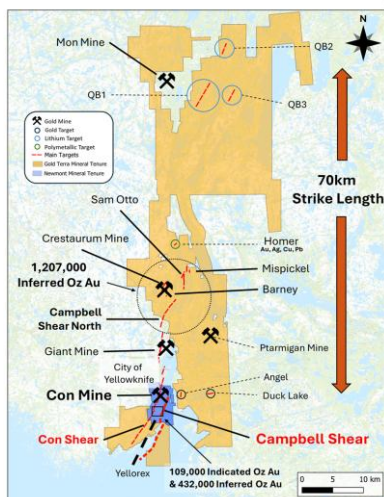 N
Mon Mine
QB2
QB1
QB3
Gold Mine
Gold Target
Lithium Target
Polymetallic Target
Main Targets
Gold Terra Mineral Tenure
Newmont Mineral Tenure
70km
Strike Length
Sam Otto
Crestaurum Mine
Homer
Au, Ag, Cu, Pb
1,207,000
Inferred Oz Au
Mispickel
Barney
Campbell
Shear North
Giant Mine
Ptarmigan Mine
City of
Yellowknife
Angel
Con Mine
Duck Lake
Con Shear
Campbell Shear
Yellorex
109,000 Indicated Oz Au
& 432,000 Inferred Oz Au
0 5 10 km